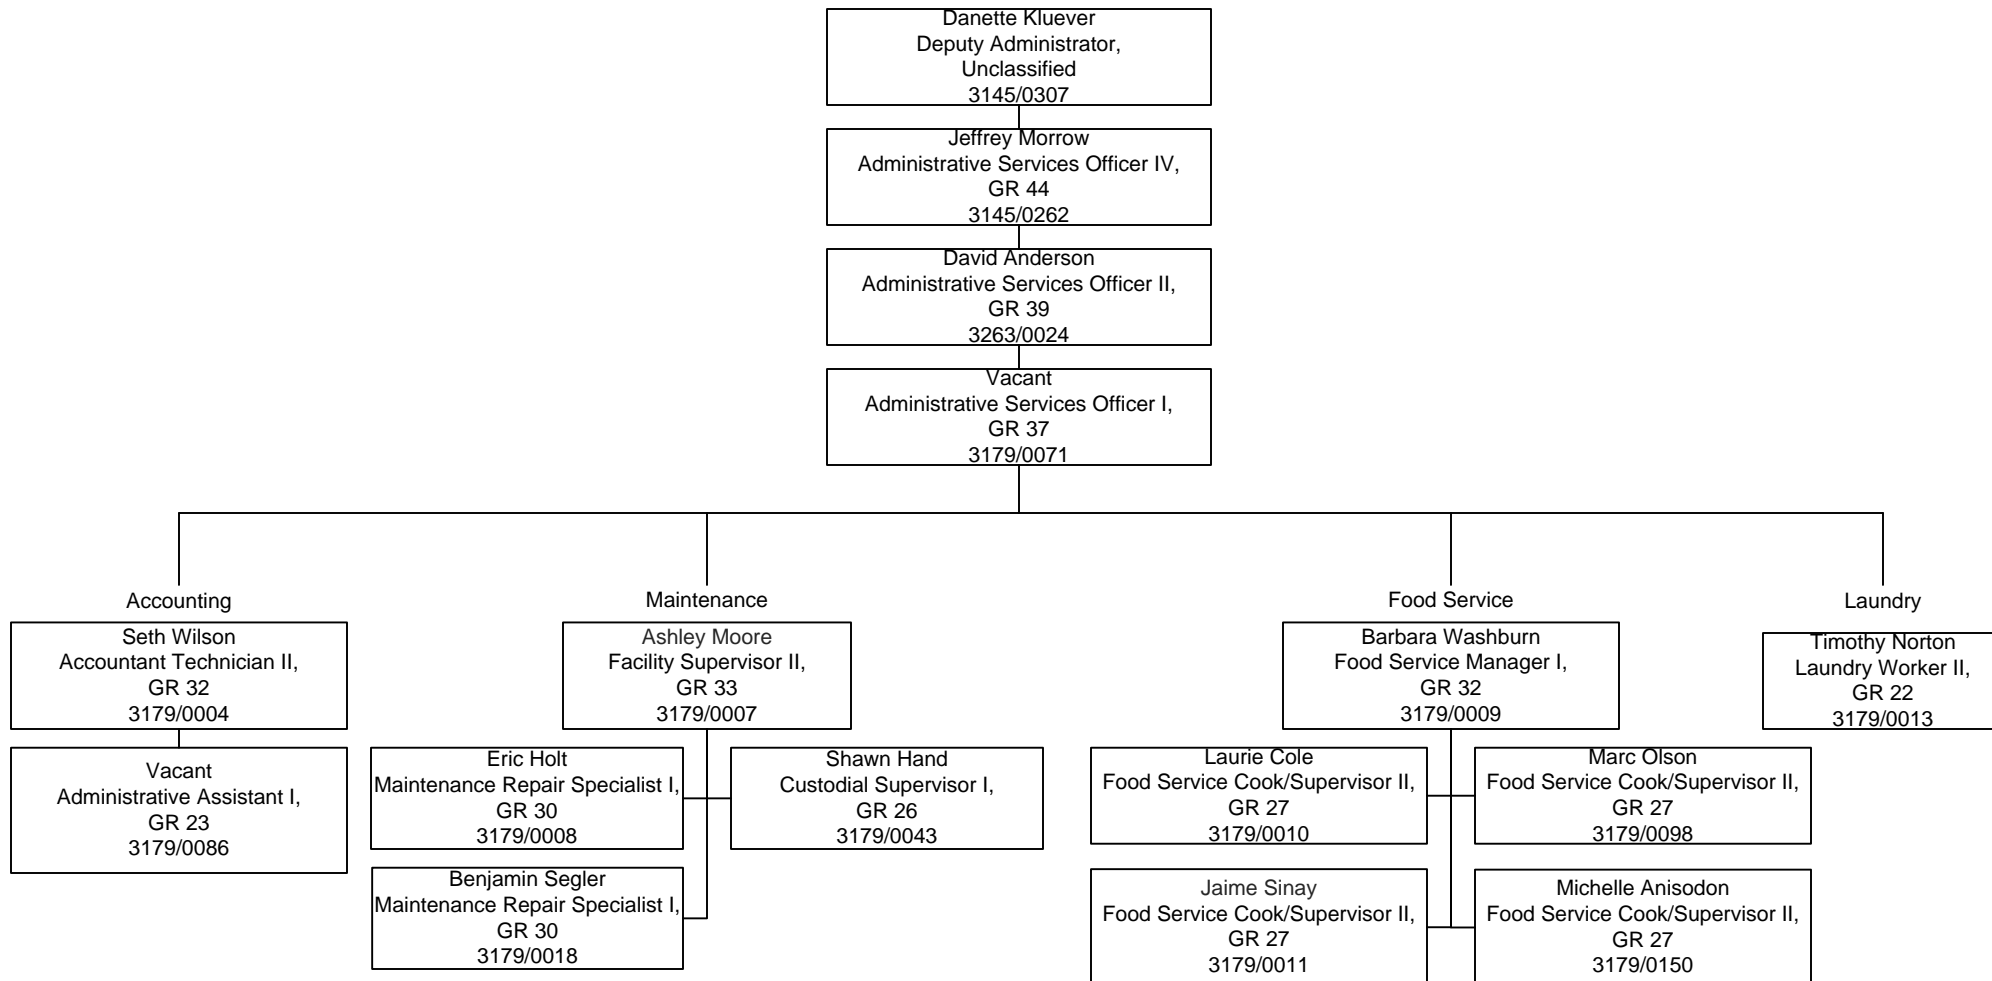 Danette Kluever
Deputy Administrator,
Unclassified
3145/0307
Jeffrey Morrow
Administrative Services Officer IV,
GR 44
3145/0262
David Anderson
Administrative Services Officer II,
GR 39
3263/0024
Vacant
Administrative Services Officer I,
GR 37
3179/0071
Accounting
Seth Wilson
Accountant Technician II,
GR 32
3179/0004
Vacant
Administrative Assistant I,
GR 23
3179/0086
Maintenance
Ashley Moore
Facility Supervisor II,
GR 33
3179/0007
Eric Holt
Maintenance Repair Specialist I,
GR 30
3179/0008
Shawn Hand
Custodial Supervisor I,
GR 26
3179/0043
Benjamin Segler
Maintenance Repair Specialist I,
GR 30
3179/0018
Food Service
Barbara Washburn
Food Service Manager I,
GR 32
3179/0009
Laurie Cole
Food Service Cook/Supervisor II,
GR 27
3179/0010
Marc Olson
Food Service Cook/Supervisor II,
GR 27
3179/0098
Jaime Sinay
Food Service Cook/Supervisor II,
GR 27
3179/0011
Michelle Anisodon
Food Service Cook/Supervisor II,
GR 27
3179/0150
Laundry
Timothy Norton
Laundry Worker II,
GR 22
3179/0013